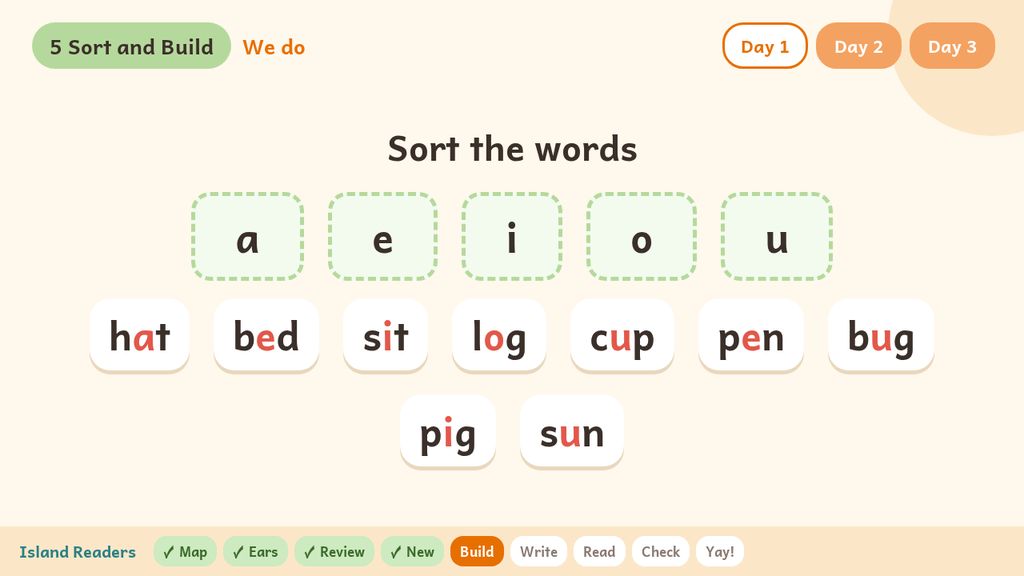 5 Sort and Build We do Day 1 Day 2 Day 3
Sort the words
a e i o u
hat bed sit log cup pen bug
pig sun
Island Readers ✓ Map ✓ Ears ✓ Review ✓ New Build Write Read Check Yay!